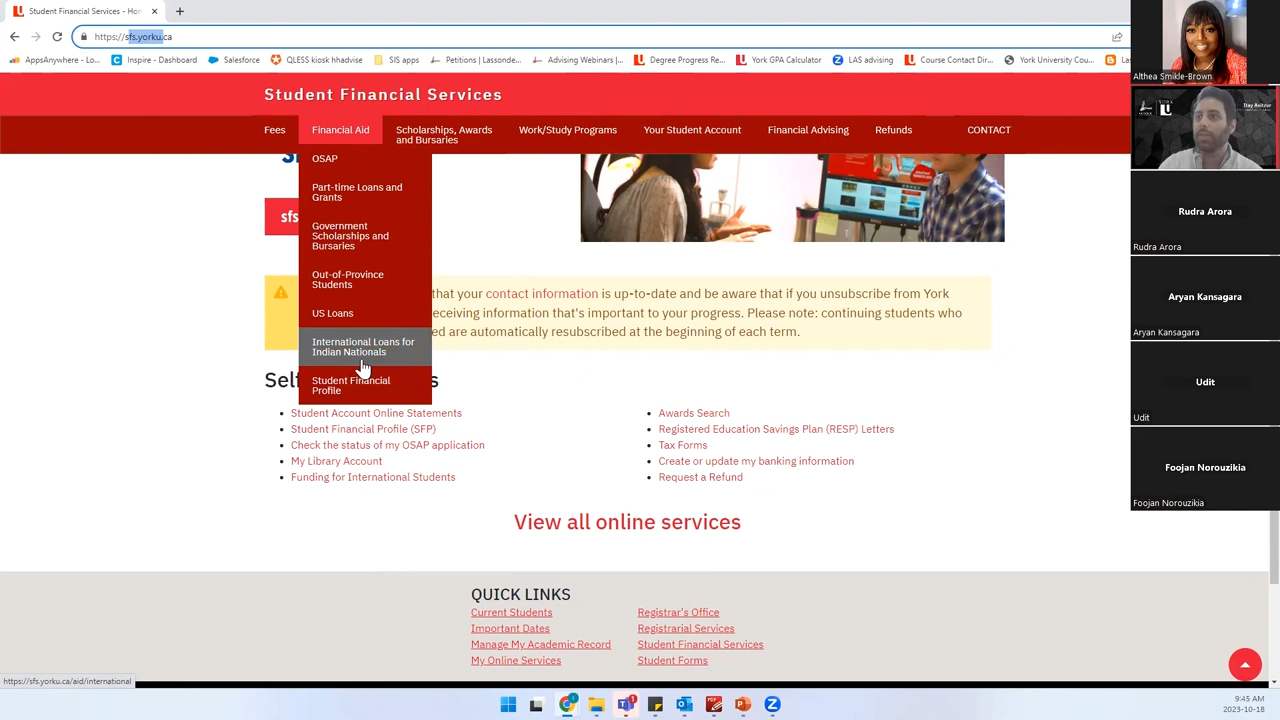 Student Financial Services - Hom
https://sfs.yorku.ca
AppsAnywhere - Lo...
Inspire - Dashboard
Salesforce
QLESS kiosk hhadvise
SIS apps
Petitions | Lassonde...
Advising Webinars |...
Degree Progress Re...
York GPA Calculator
LAS advising
Course Contact Dir...
York University Cou...
Student Financial Services
Fees
Financial Aid
Scholarships, Awards
and Bursaries
Work/Study Programs
Your Student Account
Financial Advising
Refunds
CONTACT
OSAP
Part-time Loans and
Grants
Government
Scholarships and
Bursaries
Out-of-Province
Students
US Loans
International Loans for
Indian Nationals
Student Financial
Profile
sfs
that your contact information is up-to-date and be aware that if you unsubscribe from York
receiving information that's important to your progress. Please note: continuing students who
ed are automatically resubscribed at the beginning of each term.
Sel
s
Student Account Online Statements
Student Financial Profile (SFP)
Check the status of my OSAP application
My Library Account
Funding for International Students
Awards Search
Registered Education Savings Plan (RESP) Letters
Tax Forms
Create or update my banking information
Request a Refund
View all online services
QUICK LINKS
Current Students
Important Dates
Manage My Academic Record
My Online Services
Registrar's Office
Registrarial Services
Student Financial Services
Student Forms
https://sfs.yorku.ca/aid/international
9:45 AM
2023-10-18
Althea Smikle-Brown
Rudra Arora
Rudra Arora
Aryan Kansagara
Aryan Kansagara
Udit
Udit
Foojan Norouzikia
Foojan Norouzikia